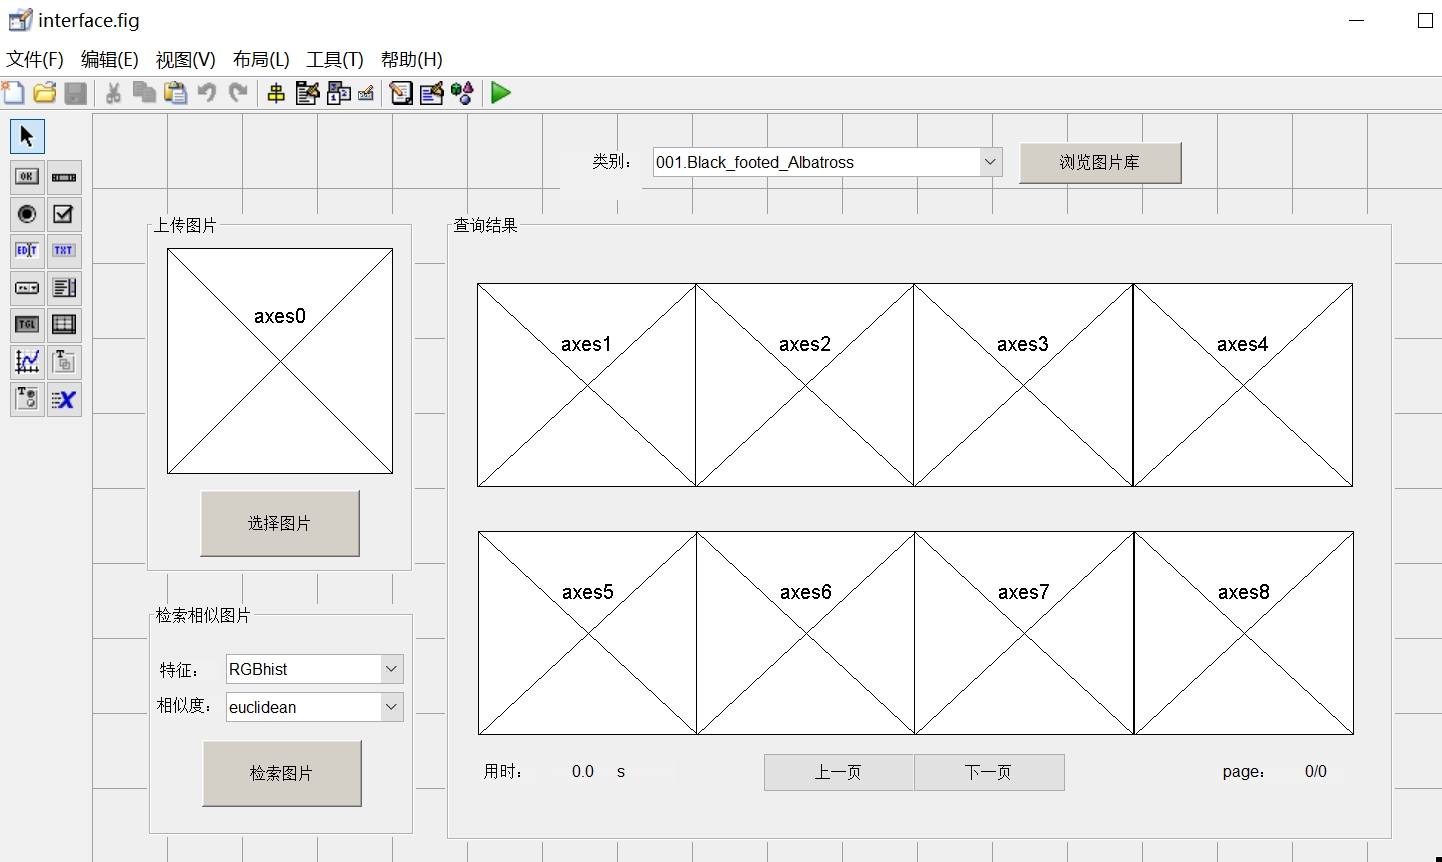 interface.fig
文件(F) 编辑(E) 视图(V) 布局(L) 工具(T) 帮助(H)
OK
EDIT TXT
TGL
类别： 001.Black_footed_Albatross 浏览图片库
上传图片
axes0
选择图片
检索相似图片
特征： RGBhist
相似度： euclidean
检索图片
查询结果
axes1 axes2 axes3 axes4
axes5 axes6 axes7 axes8
用时： 0.0 s 上一页 下一页 page： 0/0